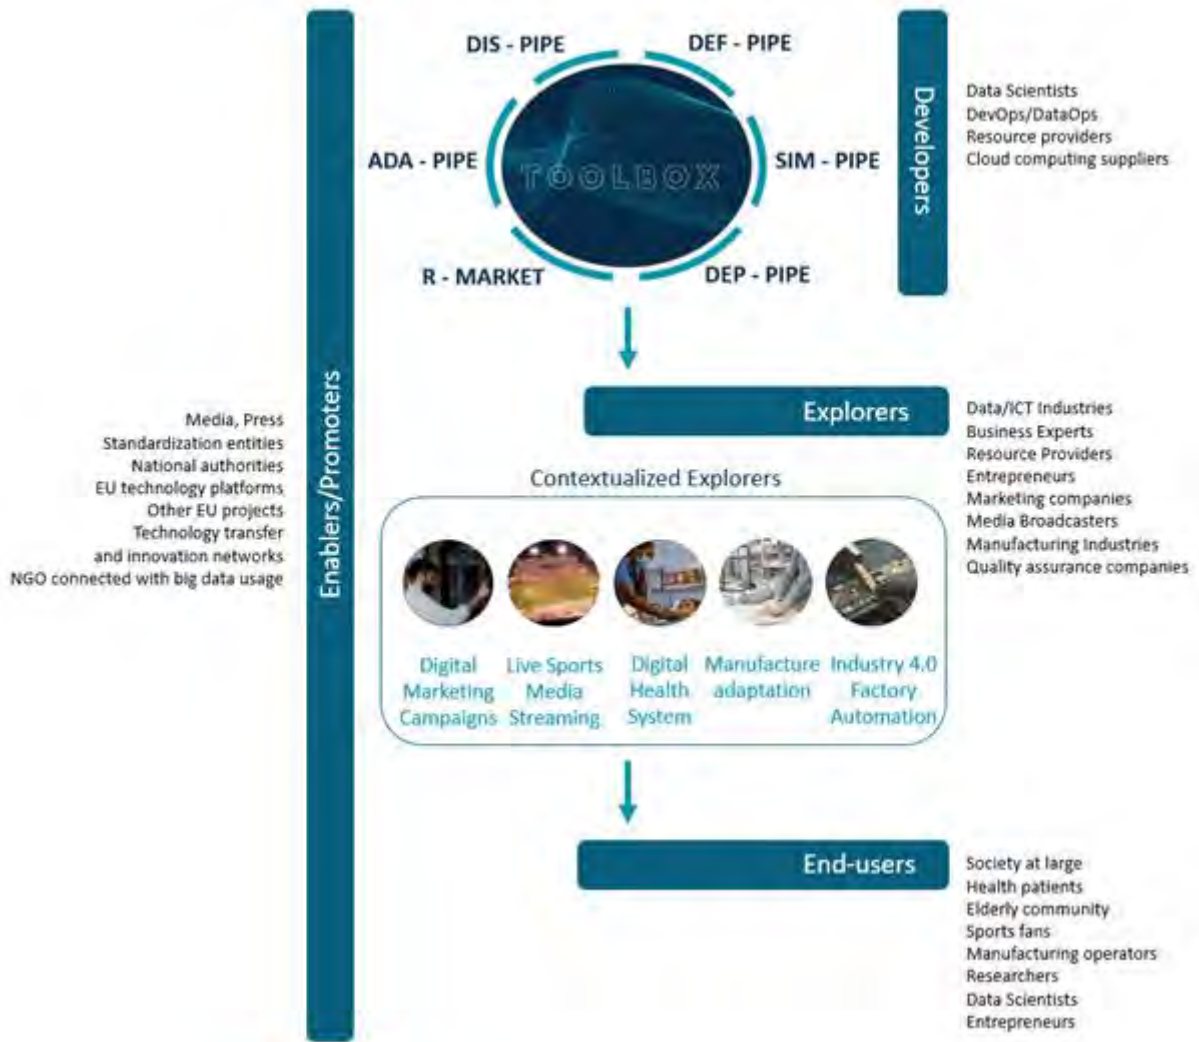 DIS - PIPE
DEF - PIPE
ADA - PIPE
TOOLBOX
SIM - PIPE
R - MARKET
DEP - PIPE
Developers
Data Scientists
DevOps/DataOps
Resource providers
Cloud computing suppliers
Enablers/Promoters
Media, Press
Standardization entities
National authorities
EU technology platforms
Other EU projects
Technology transfer
and innovation networks
NGO connected with big data usage
Explorers
Data/ICT Industries
Business Experts
Resource Providers
Entrepreneurs
Marketing companies
Media Broadcasters
Manufacturing Industries
Quality assurance companies
Contextualized Explorers
Digital
Marketing
Campaigns
Live Sports
Media
Streaming
Digital
Health
System
Manufacture
adaptation
Industry 4.0
Factory
Automation
End-users
Society at large
Health patients
Elderly community
Sports fans
Manufacturing operators
Researchers
Data Scientists
Entrepreneurs